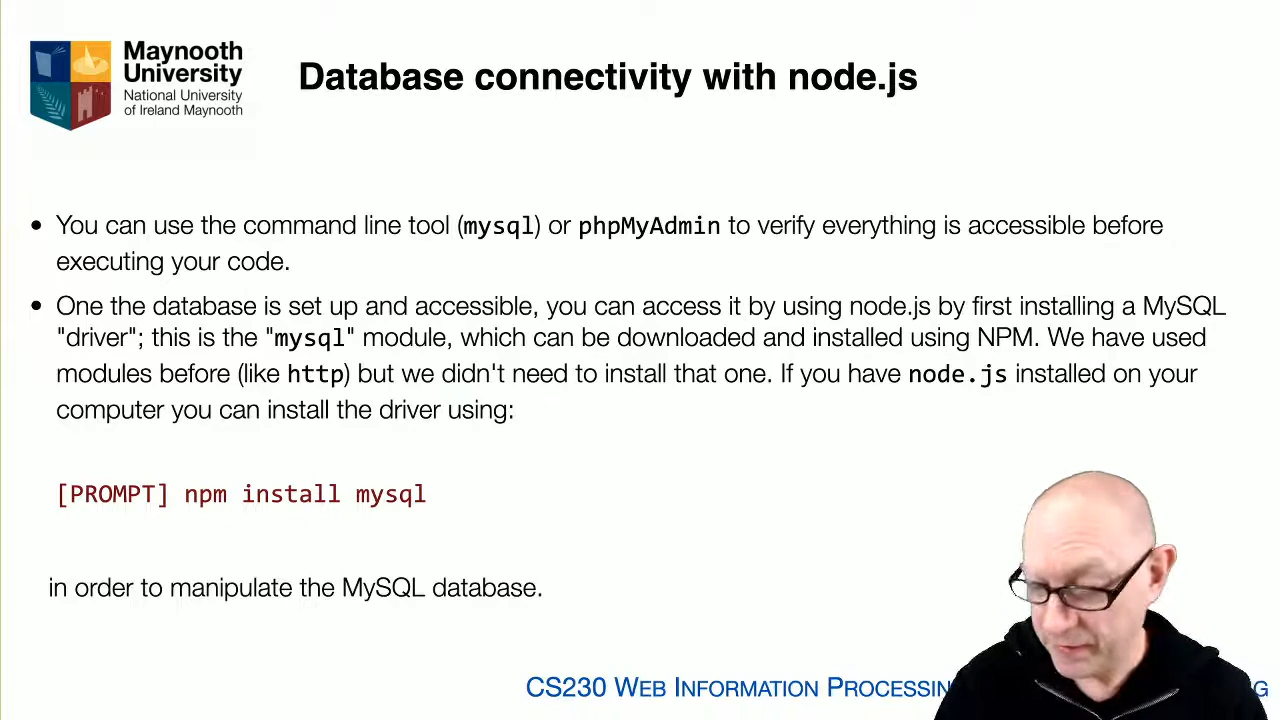 Maynooth
University
National University
of Ireland Maynooth
Database connectivity with node.js
• You can use the command line tool (mysql) or phpMyAdmin to verify everything is accessible before
executing your code.
• One the database is set up and accessible, you can access it by using node.js by first installing a MySQL
"driver"; this is the "mysql" module, which can be downloaded and installed using NPM. We have used
modules before (like http) but we didn't need to install that one. If you have node.js installed on your
computer you can install the driver using:
[PROMPT] npm install mysql
in order to manipulate the MySQL database.
CS230 WEB INFORMATION